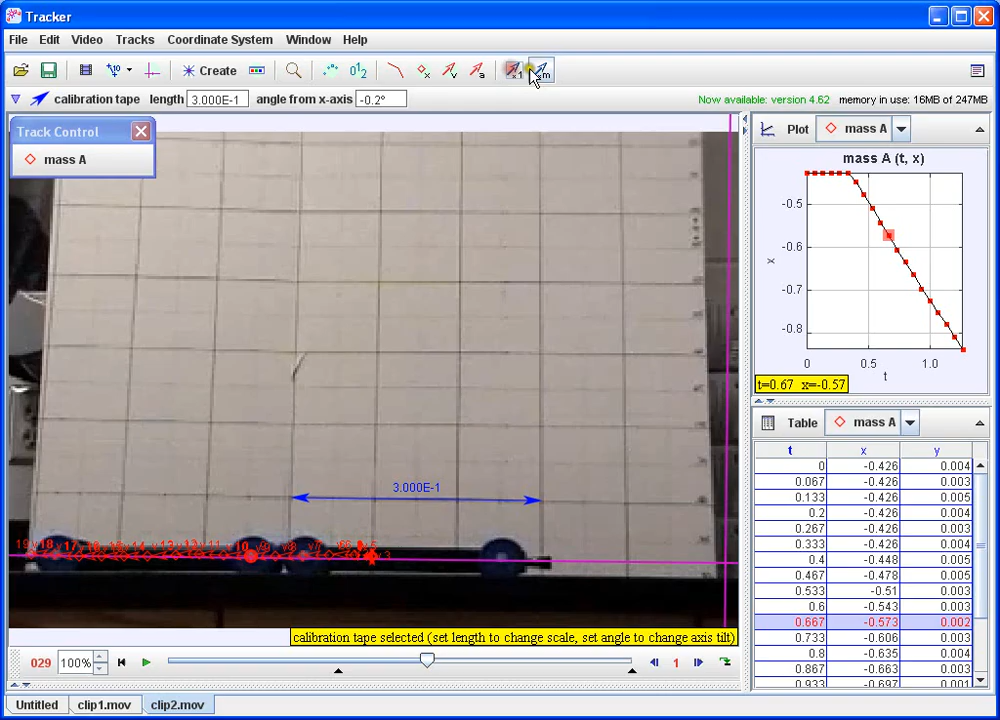 Tracker
File Edit Video Tracks Coordinate System Window Help
Create
calibration tape length 3.000E-1 angle from x-axis -0.2°
Now available: version 4.62 memory in use: 16MB of 247MB
Track Control
mass A
3.000E-1
calibration tape selected (set length to change scale, set angle to change axis tilt)
029 100% 1
Untitled clip1.mov clip2.mov
Plot mass A
mass A (t, x)
-0.5
-0.6
-0.7
-0.8
x
0 0.5 1.0
t
t=0.67 x=-0.57
Table mass A
t x y
0 -0.426 0.004
0.067 -0.426 0.003
0.133 -0.426 0.005
0.2 -0.426 0.004
0.267 -0.426 0.003
0.333 -0.426 0.004
0.4 -0.448 0.005
0.467 -0.478 0.005
0.533 -0.51 0.003
0.6 -0.543 0.003
0.667 -0.573 0.002
0.733 -0.606 0.003
0.8 -0.635 0.004
0.867 -0.663 0.003
0.933 -0.697 0.001